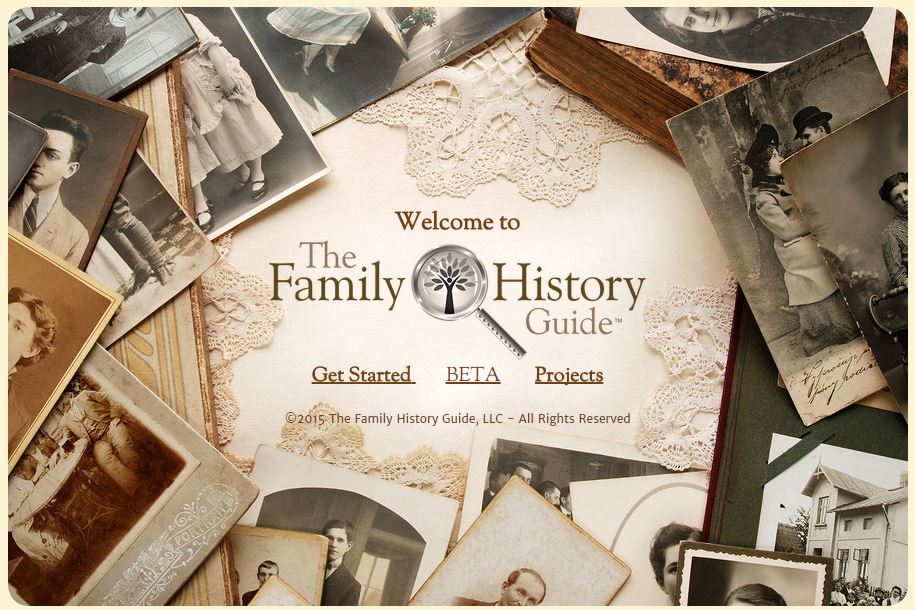 Welcome to
The
Family History
Guide™
Get Started BETA Projects
©2015 The Family History Guide, LLC - All Rights Reserved